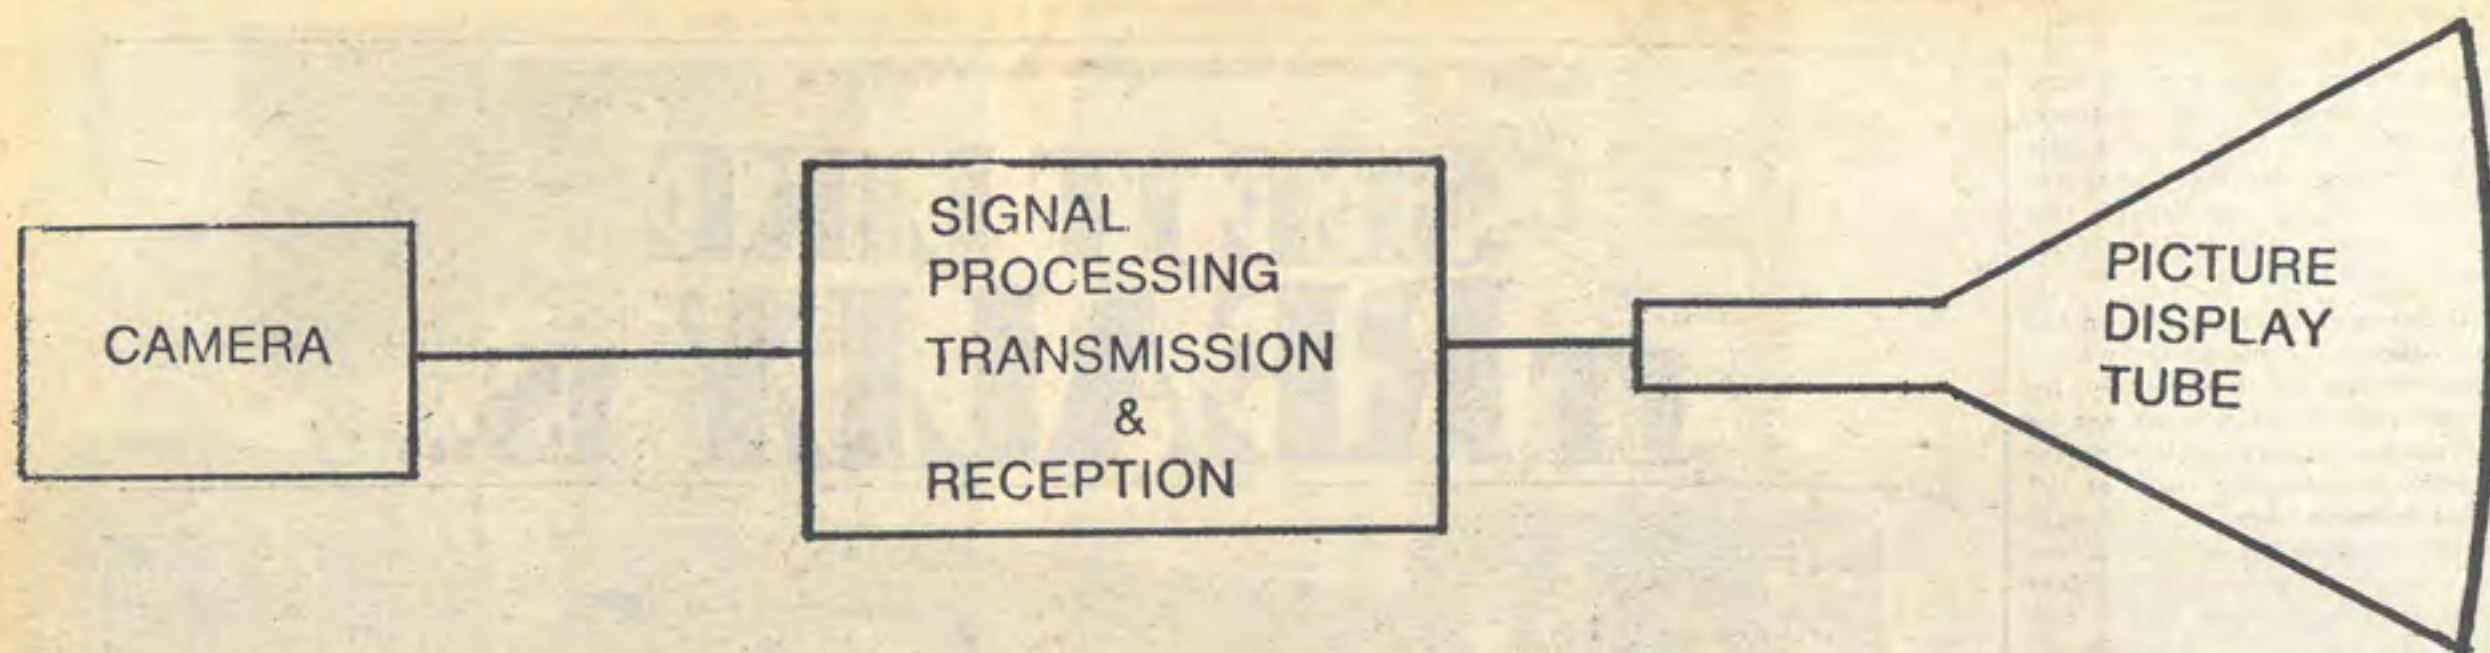 CAMERA
SIGNAL
PROCESSING
TRANSMISSION
&
RECEPTION
PICTURE
DISPLAY
TUBE